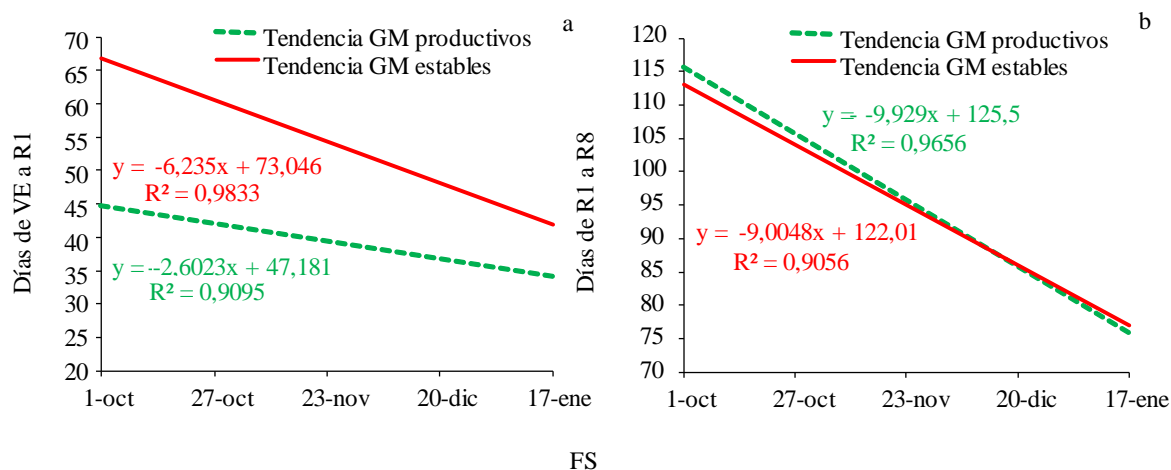 a
Tendencia GM productivos
Tendencia GM estables
Días de VE a R1
70
65
60
55
50
45
40
35
30
25
20
y = -6,235x + 73,046
R² = 0,9833
y = -2,6023x + 47,181
R² = 0,9095
1-oct
27-oct
23-nov
20-dic
17-ene
b
Tendencia GM productivos
Tendencia GM estables
Días de R1 a R8
120
115
110
105
100
95
90
85
80
75
70
y = -9,929x + 125,5
R² = 0,9656
y = -9,0048x + 122,01
R² = 0,9056
1-oct
27-oct
23-nov
20-dic
17-ene
FS